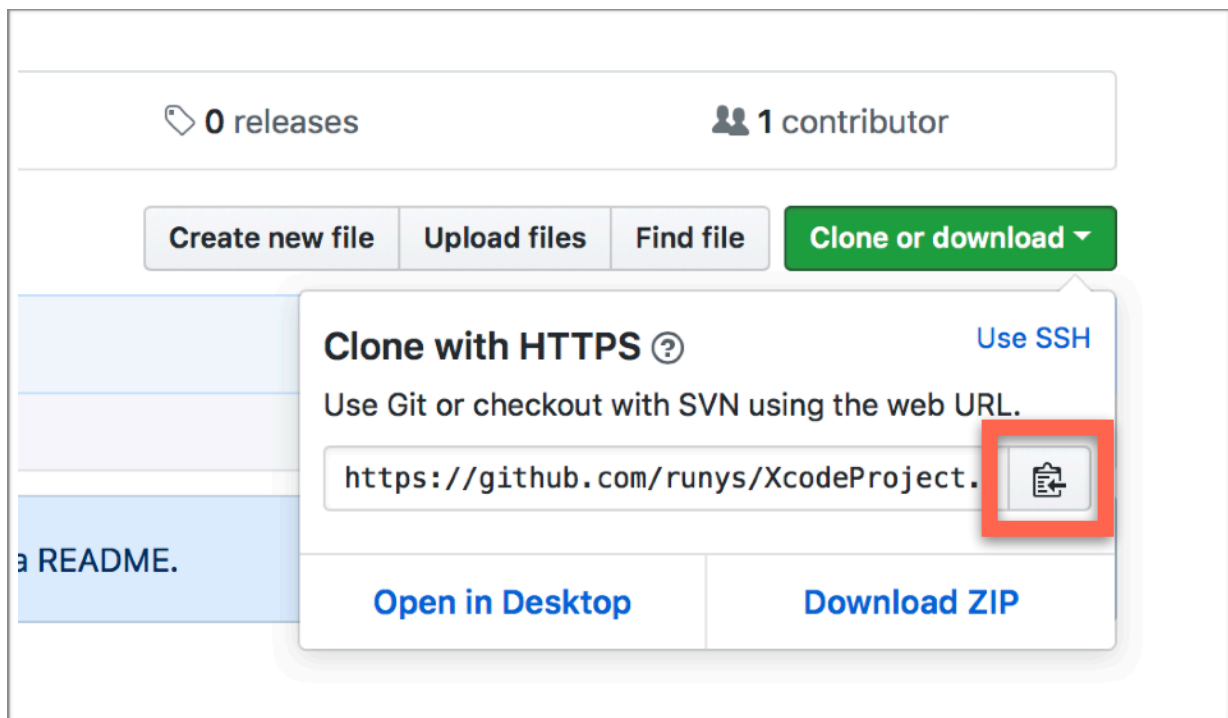 0 releases
1 contributor
Create new file
Upload files
Find file
Clone or download
Clone with HTTPS
Use SSH
Use Git or checkout with SVN using the web URL.
https://github.com/runys/XcodeProject.
a README.
Open in Desktop
Download ZIP